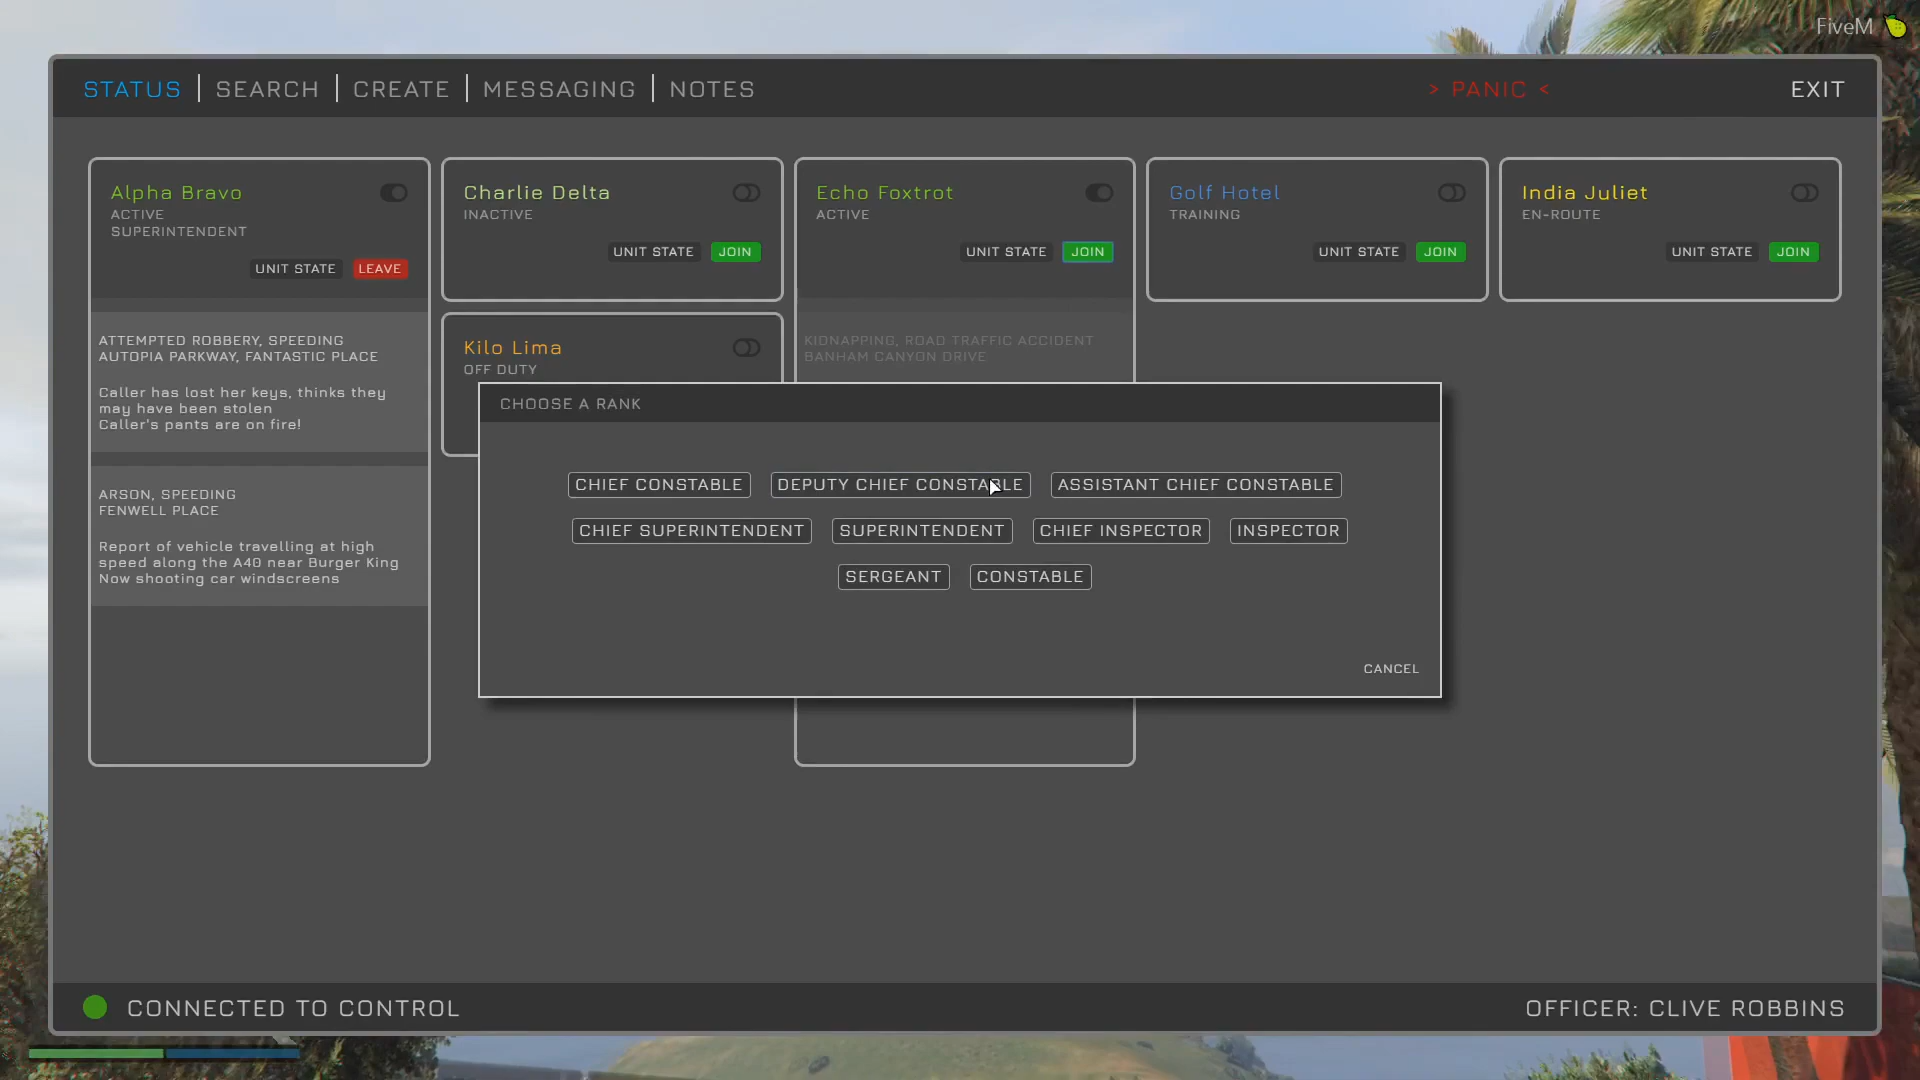 FiveM
STATUS | SEARCH | CREATE | MESSAGING | NOTES
> PANIC <
EXIT
Alpha Bravo
ACTIVE
SUPERINTENDENT
UNIT STATE LEAVE
ATTEMPTED ROBBERY, SPEEDING
AUTOPIA PARKWAY, FANTASTIC PLACE
Caller has lost her keys, thinks they
may have been stolen
Caller's pants are on fire!
ARSON, SPEEDING
FENWELL PLACE
Report of vehicle travelling at high
speed along the A40 near Burger King
Now shooting car windscreens
Charlie Delta
INACTIVE
UNIT STATE JOIN
Kilo Lima
OFF DUTY
Echo Foxtrot
ACTIVE
UNIT STATE JOIN
KIDNAPPING, ROAD TRAFFIC ACCIDENT
BANHAM CANYON DRIVE
Golf Hotel
TRAINING
UNIT STATE JOIN
India Juliet
EN-ROUTE
UNIT STATE JOIN
CHOOSE A RANK
CHIEF CONSTABLE DEPUTY CHIEF CONSTABLE ASSISTANT CHIEF CONSTABLE
CHIEF SUPERINTENDENT SUPERINTENDENT CHIEF INSPECTOR INSPECTOR
SERGEANT CONSTABLE
CANCEL
CONNECTED TO CONTROL
OFFICER: CLIVE ROBBINS